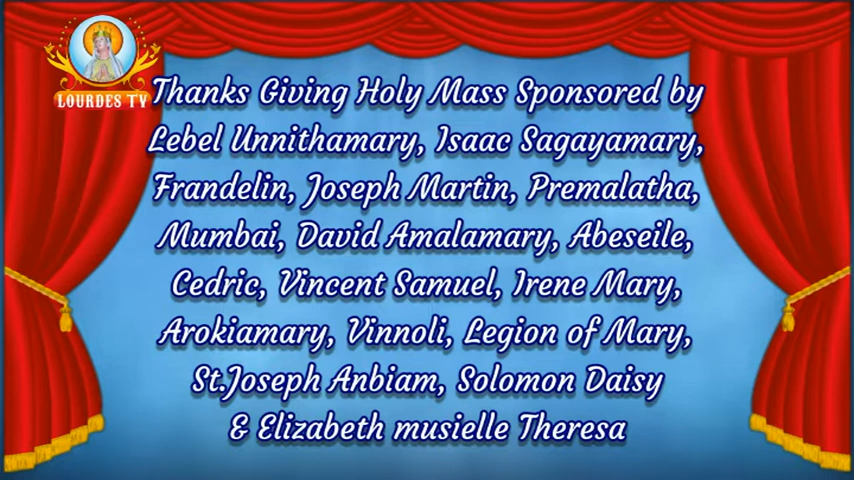 LOURDES TV
Thanks Giving Holy Mass Sponsored by
Lebel Unnithamary, Isaac Sagayamary,
Frandelin, Joseph Martin, Premalatha,
Mumbai, David Amalamary, Abeseile,
Cedric, Vincent Samuel, Irene Mary,
Arokiamary, Vinnoli, Legion of Mary,
St.Joseph Anbiam, Solomon Daisy
& Elizabeth musielle Theresa